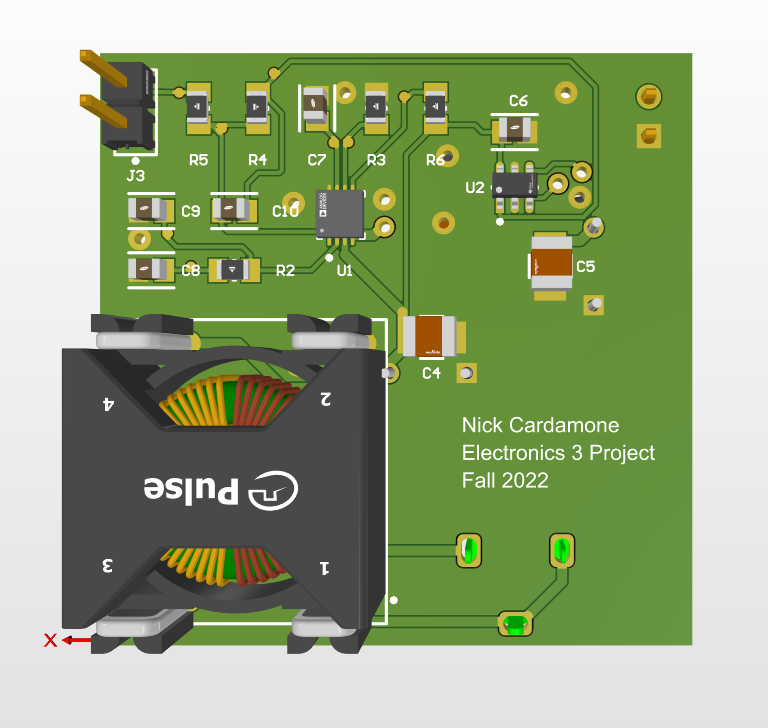 C6
R5
R4
C7
R3
R6
J3
U2
C9
C10
C8
R2
U1
C5
C4
4
2
Nick Cardamone
Electronics 3 Project
Fall 2022
Pulse
3
1
X